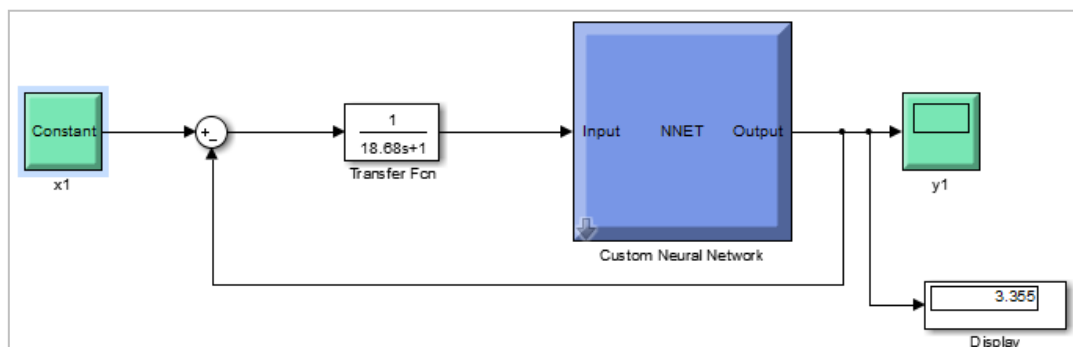 Constant
x1
+
-
1
18.68s+1
Transfer Fcn
Input NNET Output
Custom Neural Network
y1
3.355
Display